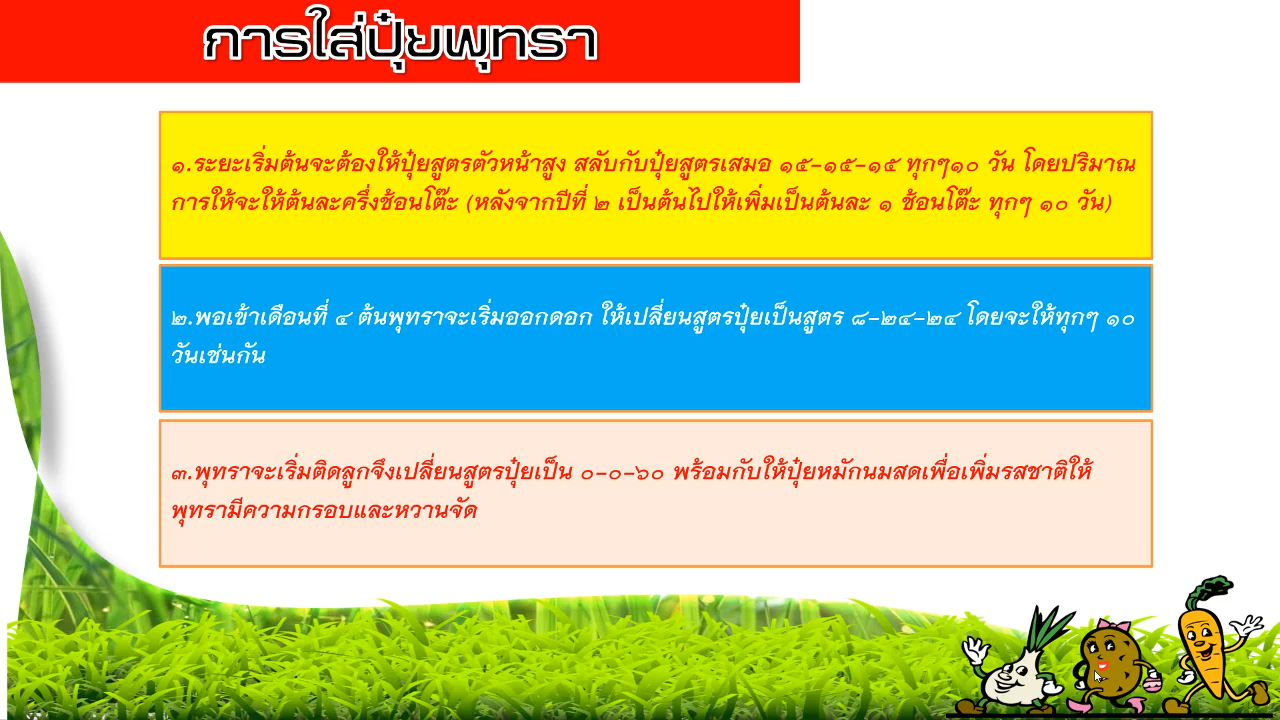 การใส่ปุ๋ยพุทรา
๑.ระยะเริ่มต้นจะต้องให้ปุ๋ยสูตรตัวหน้าสูง สลับกับปุ๋ยสูตรเสมอ ๑๕-๑๕-๑๕ ทุกๆ๑๐ วัน โดยปริมาณ
การให้จะให้ต้นละครึ่งช้อนโต๊ะ (หลังจากปีที่ ๒ เป็นต้นไปให้เพิ่มเป็นต้นละ ๑ ช้อนโต๊ะ ทุกๆ ๑๐ วัน)
๒.พอเข้าเดือนที่ ๔ ต้นพุทราจะเริ่มออกดอก ให้เปลี่ยนสูตรปุ๋ยเป็นสูตร ๘-๒๔-๒๔ โดยจะให้ทุกๆ ๑๐
วันเช่นกัน
๓.พุทราจะเริ่มติดลูกจึงเปลี่ยนสูตรปุ๋ยเป็น ๐-๐-๖๐ พร้อมกับให้ปุ๋ยหมักนมสดเพื่อเพิ่มรสชาติให้
พุทรามีความกรอบและหวานจัด